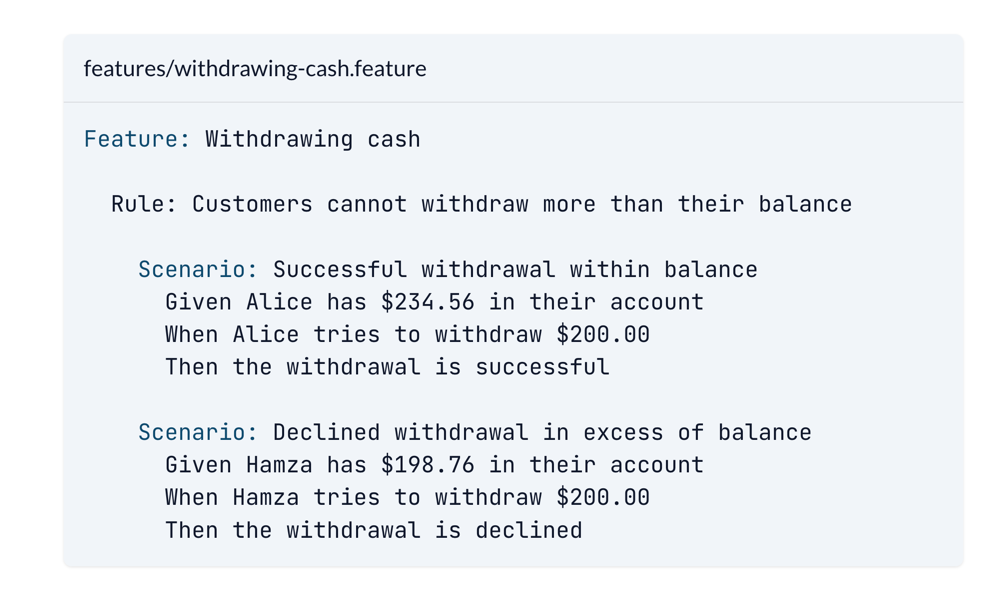 features/withdrawing-cash.feature
Feature: Withdrawing cash
Rule: Customers cannot withdraw more than their balance
Scenario: Successful withdrawal within balance
Given Alice has $234.56 in their account
When Alice tries to withdraw $200.00
Then the withdrawal is successful
Scenario: Declined withdrawal in excess of balance
Given Hamza has $198.76 in their account
When Hamza tries to withdraw $200.00
Then the withdrawal is declined